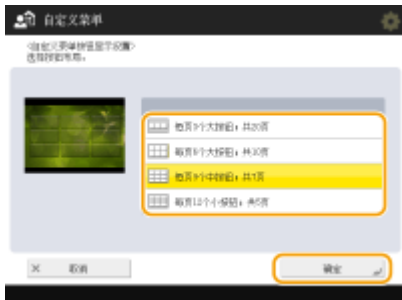 自定义菜单
<自定义菜单按钮显示设置>
选择按钮布局。
每页3个大按钮：共20页
每页6个大按钮：共10页
每页9个中按钮：共7页
每页12个小按钮：共5页
× 取消
确定